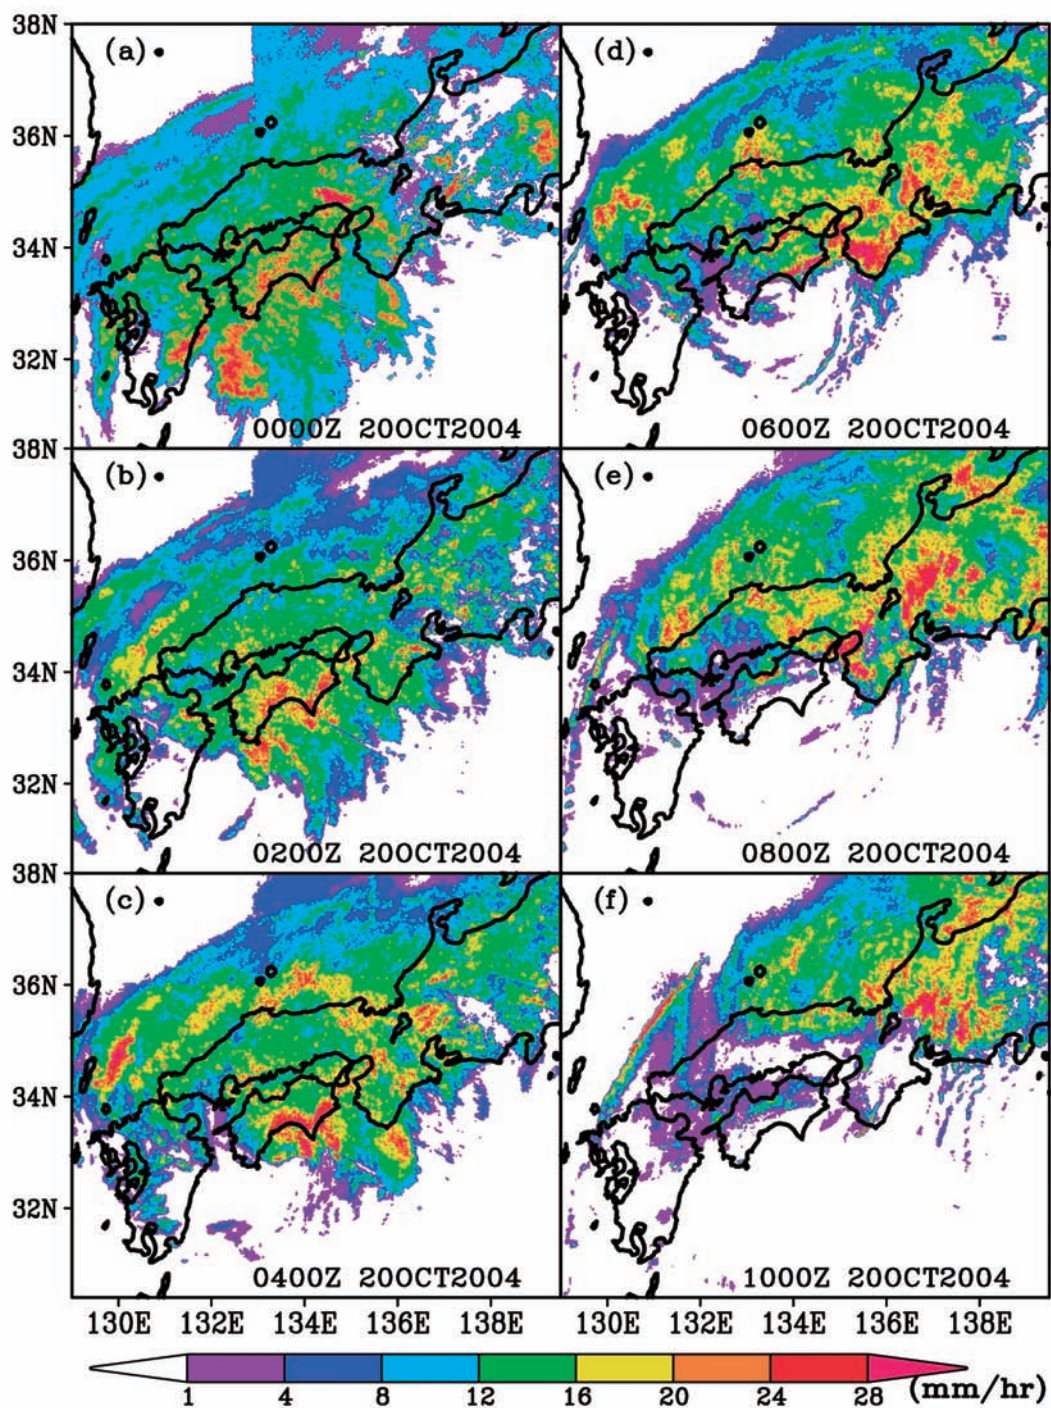 38N
(a)
(d)
36N
34N
32N
0000Z 20OCT2004
0600Z 20OCT2004
38N
(b)
(e)
36N
34N
32N
0200Z 20OCT2004
0800Z 20OCT2004
38N
(c)
(f)
36N
34N
32N
0400Z 20OCT2004
1000Z 20OCT2004
130E 132E 134E 136E 138E 130E 132E 134E 136E 138E
1 4 8 12 16 20 24 28 (mm/hr)